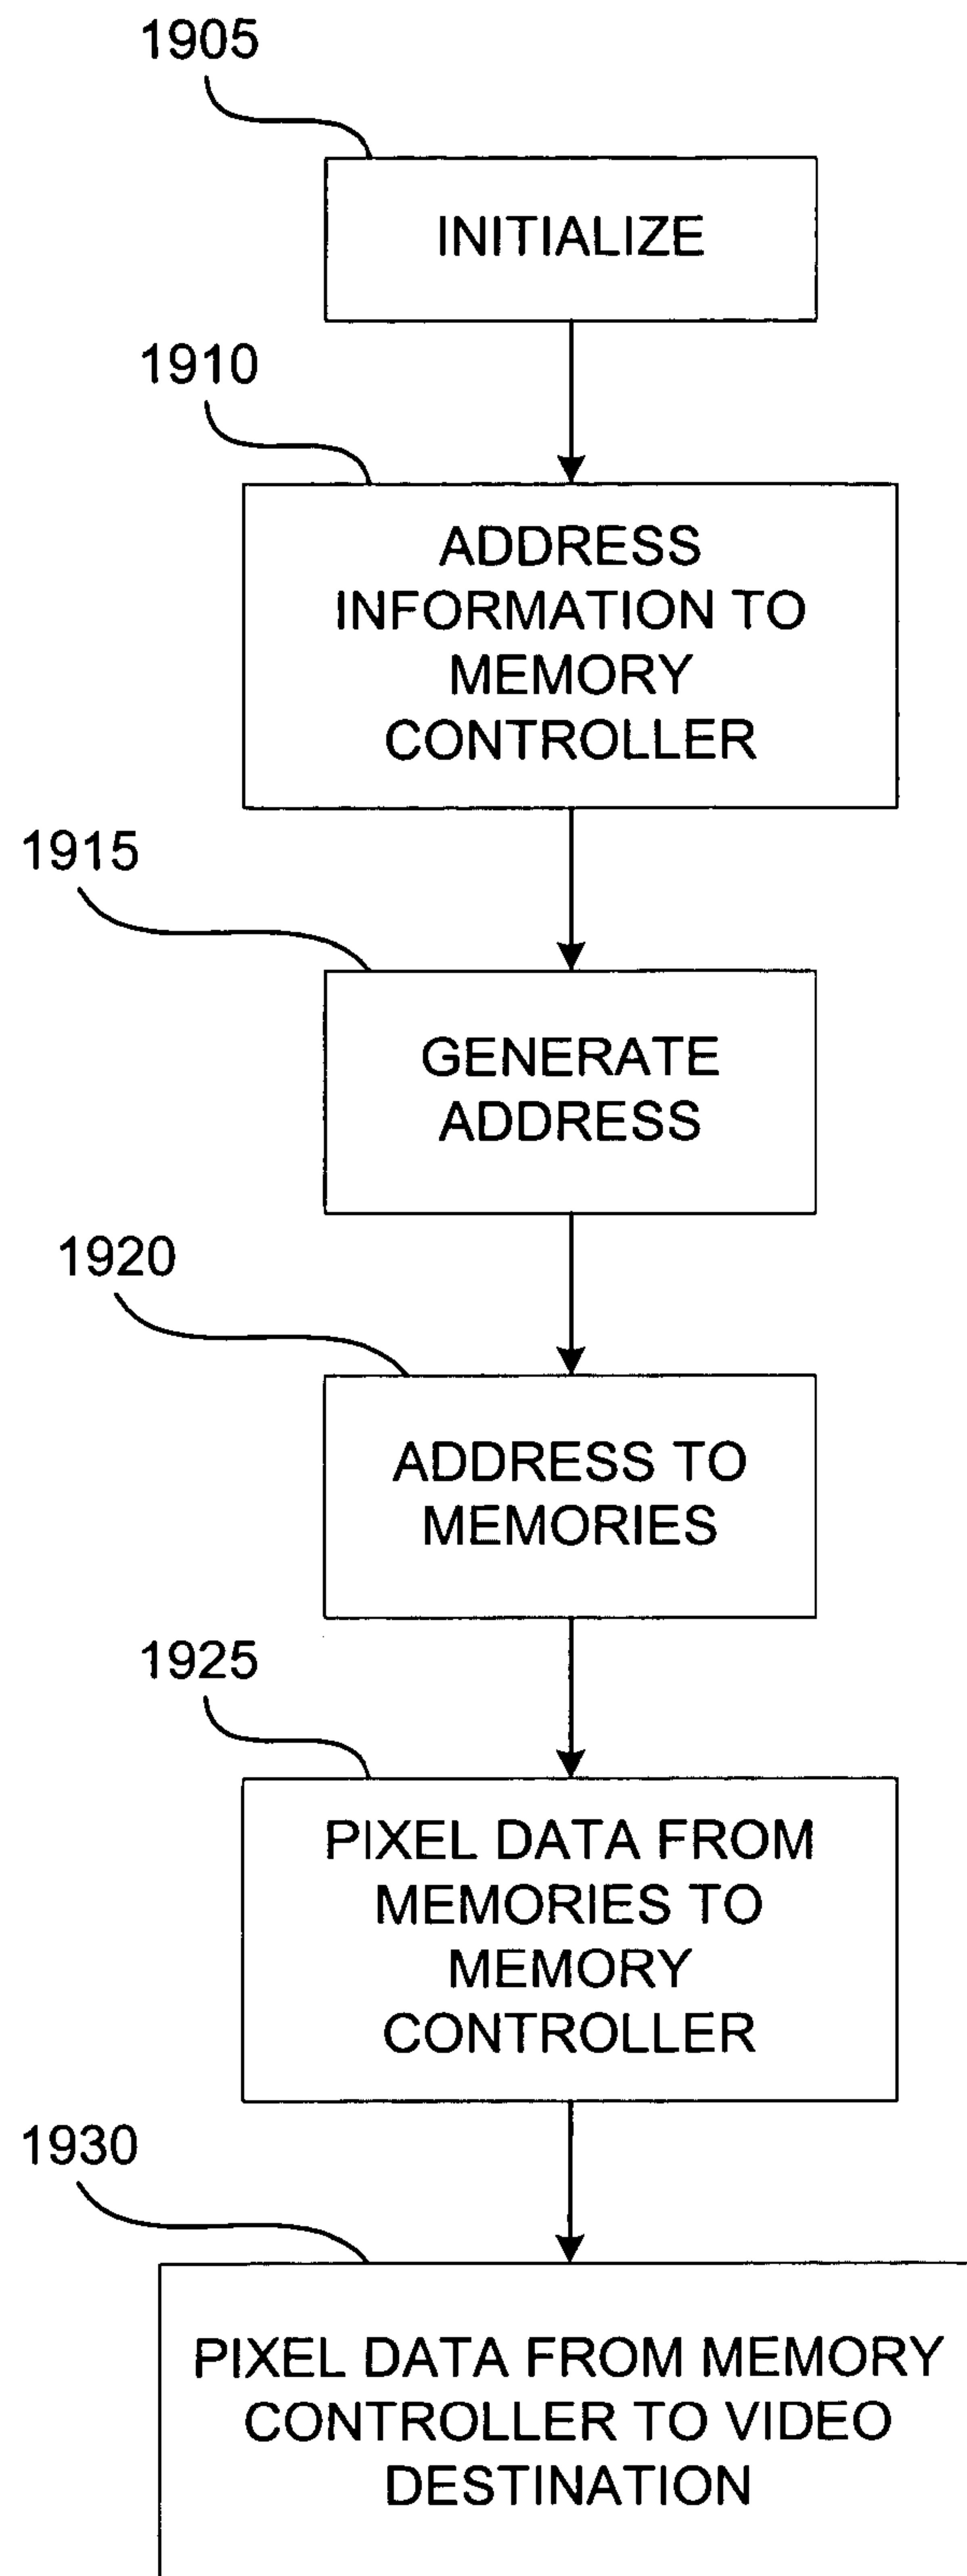 1905
INITIALIZE
1910
ADDRESS
INFORMATION TO
MEMORY
CONTROLLER
1915
GENERATE
ADDRESS
1920
ADDRESS TO
MEMORIES
1925
PIXEL DATA FROM
MEMORIES TO
MEMORY
CONTROLLER
1930
PIXEL DATA FROM MEMORY
CONTROLLER TO VIDEO
DESTINATION